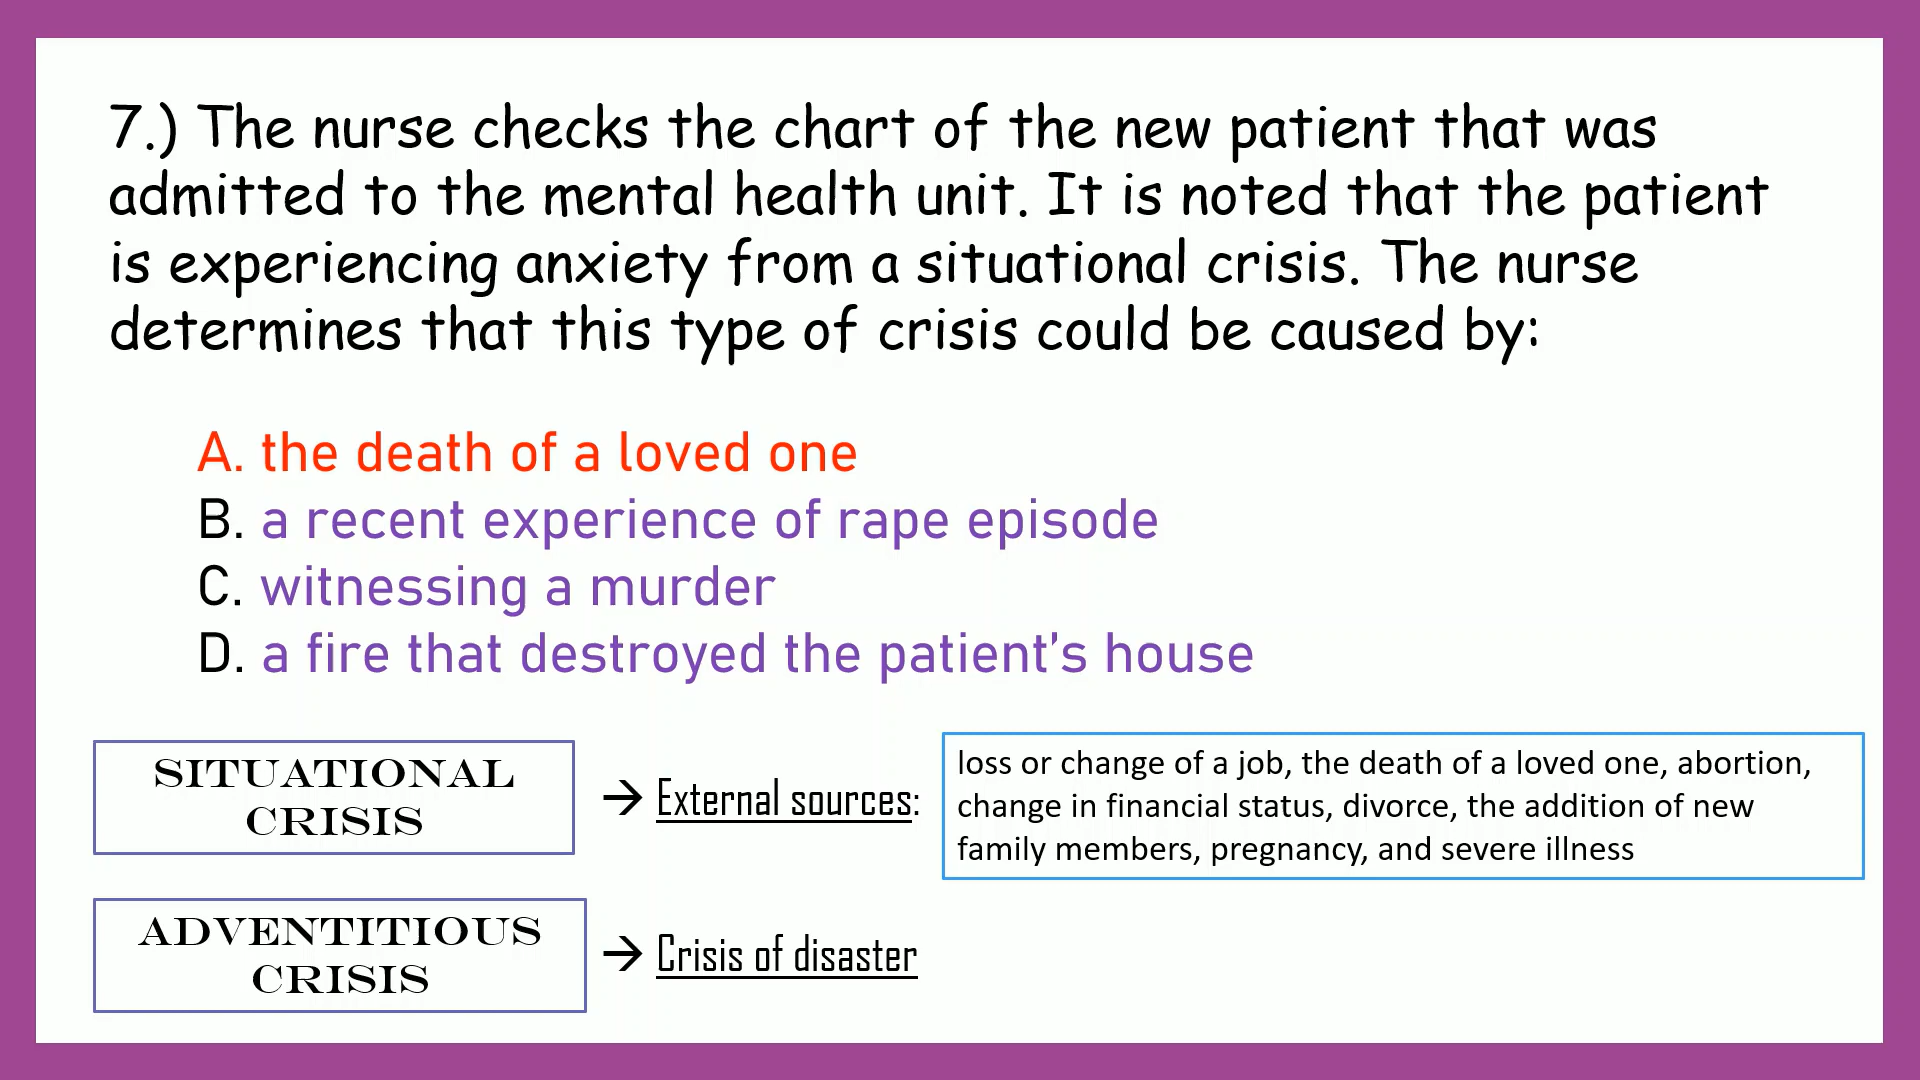 7.) The nurse checks the chart of the new patient that was
admitted to the mental health unit. It is noted that the patient
is experiencing anxiety from a situational crisis. The nurse
determines that this type of crisis could be caused by:
A. the death of a loved one
B. a recent experience of rape episode
C. witnessing a murder
D. a fire that destroyed the patient’s house
SITUATIONAL
CRISIS
→ External sources:
loss or change of a job, the death of a loved one, abortion,
change in financial status, divorce, the addition of new
family members, pregnancy, and severe illness
ADVENTITIOUS
CRISIS
→ Crisis of disaster